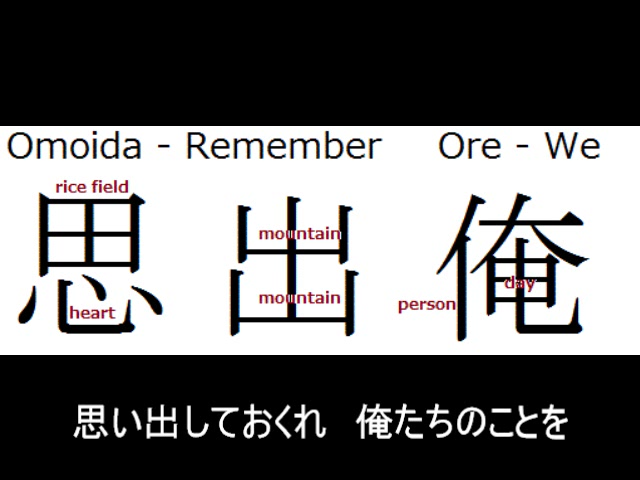 Omoida - Remember Ore - We
rice field
思 出 俺
mountain
mountain
day
person
heart
思い出しておくれ 俺たちのことを